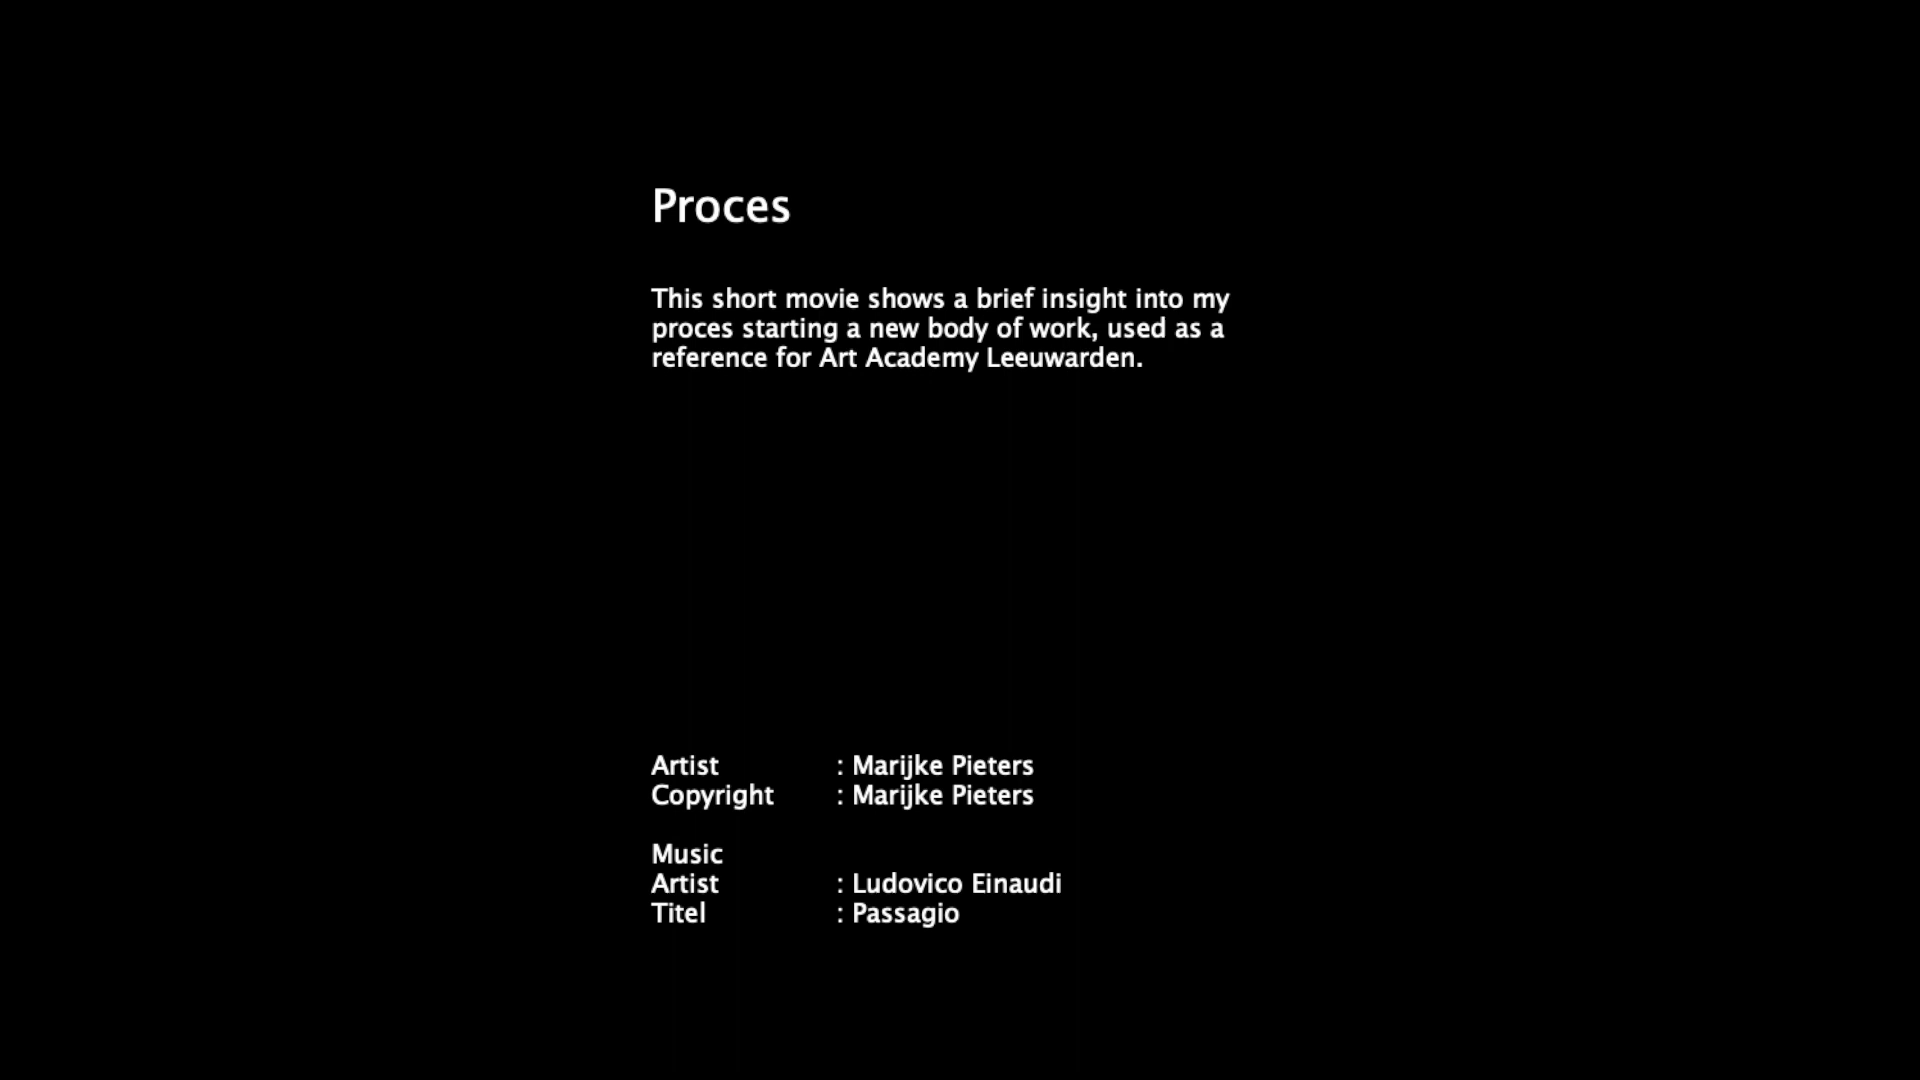 Proces
This short movie shows a brief insight into my
proces starting a new body of work, used as a
reference for Art Academy Leeuwarden.
Artist : Marijke Pieters
Copyright : Marijke Pieters
Music
Artist : Ludovico Einaudi
Titel : Passagio